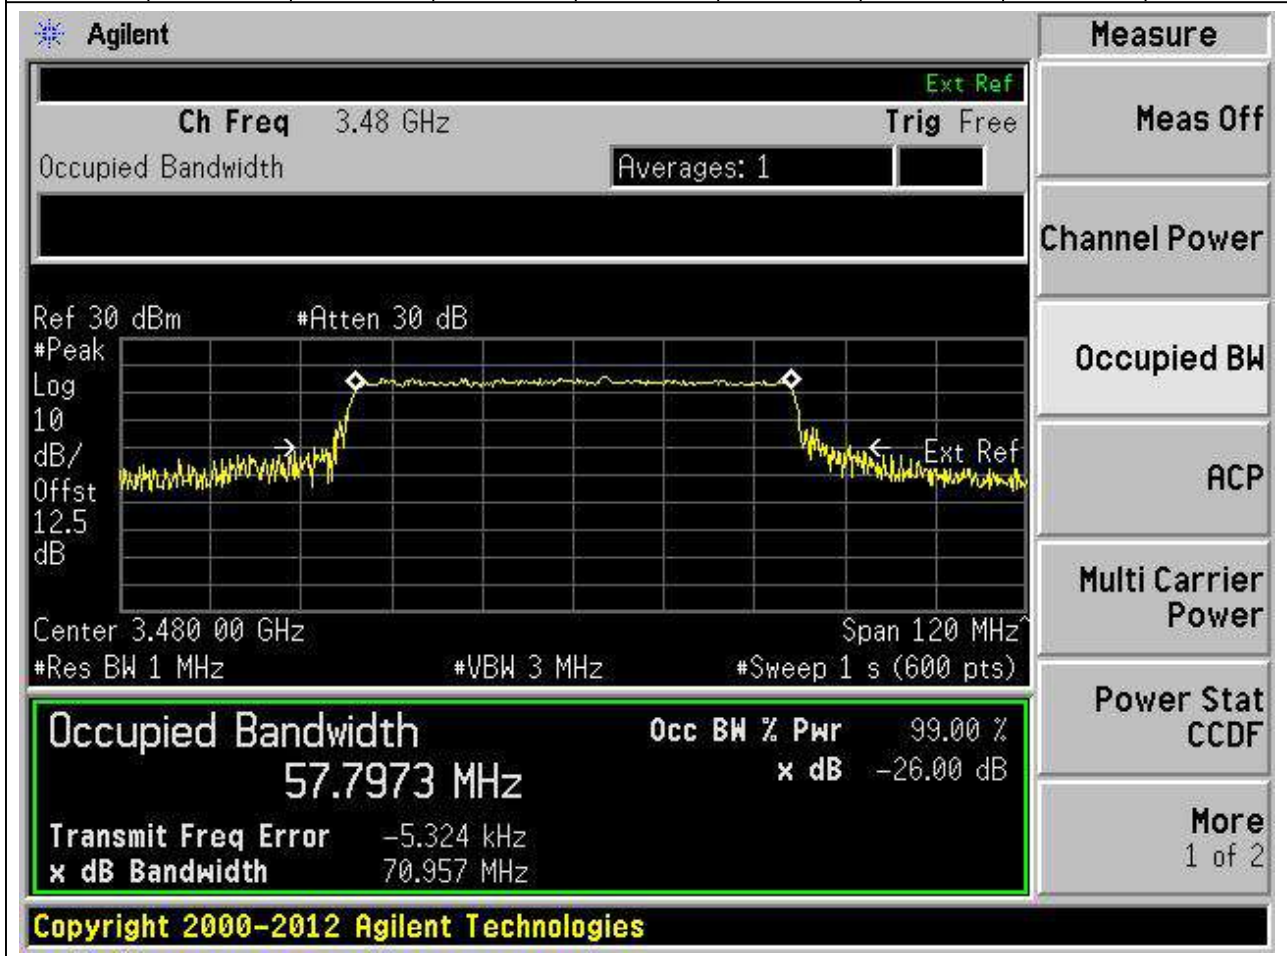 Agilent
Measure
Ext Ref
Ch Freq 3.48 GHz Trig Free
Occupied Bandwidth Averages: 1
Meas Off
Channel Power
Occupied BW
ACP
Multi Carrier
Power
Power Stat
CCDF
More
1 of 2
Ref 30 dBm #Atten 30 dB
#Peak
Log
10
dB/
Offst
12.5
dB
Ext Ref
Center 3.480 00 GHz Span 120 MHz^
#Res BW 1 MHz #VBW 3 MHz #Sweep 1 s (600 pts)
Occupied Bandwidth
57.7973 MHz
Occ BW % Pwr 99.00 %
x dB -26.00 dB
Transmit Freq Error -5.324 kHz
x dB Bandwidth 70.957 MHz
Copyright 2000-2012 Agilent Technologies